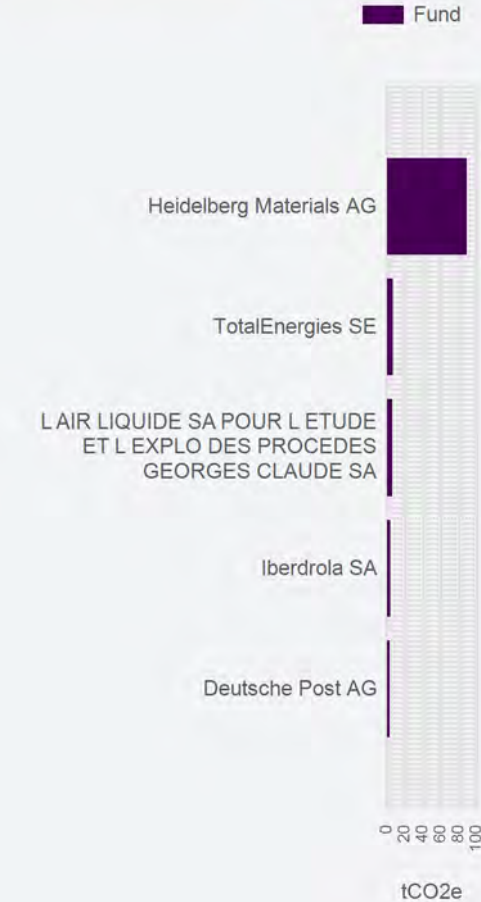 Fund
Heidelberg Materials AG
TotalEnergies SE
L AIR LIQUIDE SA POUR L ETUDE
ET L EXPLO DES PROCEDES
GEORGES CLAUDE SA
Iberdrola SA
Deutsche Post AG
0
20
40
60
80
100
tCO2e